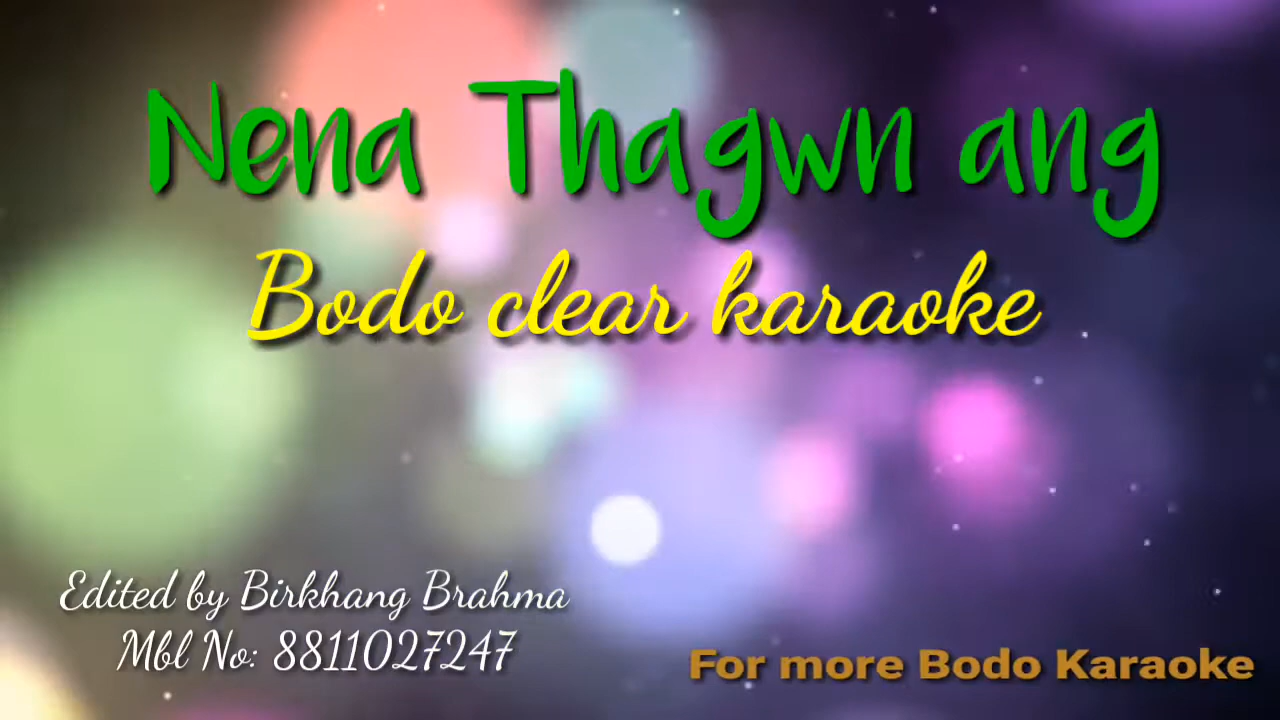 Nena Thagwn ang
Bodo clear karaoke
Edited by Birkhang Brahma
Mbl No: 8811027247
For more Bodo Karaoke